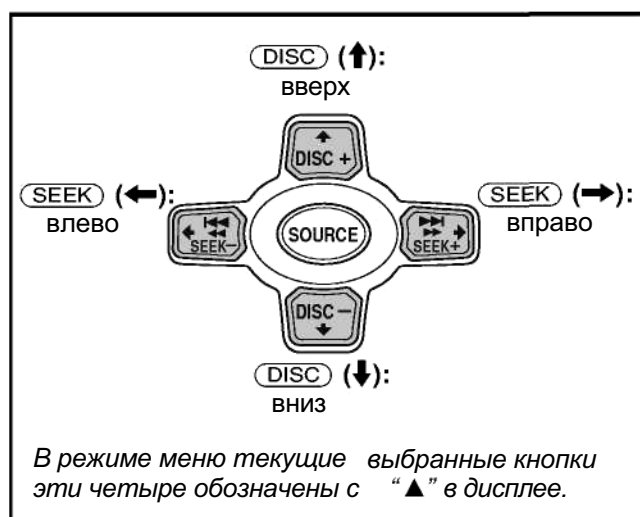 DISC (↑):
вверх
DISC +
SEEK (←):
влево
SEEK (→):
вправо
SEEK–
SOURCE
SEEK+
DISC –
DISC (↓):
вниз
В режиме меню текущие выбранные кнопки
эти четыре обозначены с “▲” в дисплее.